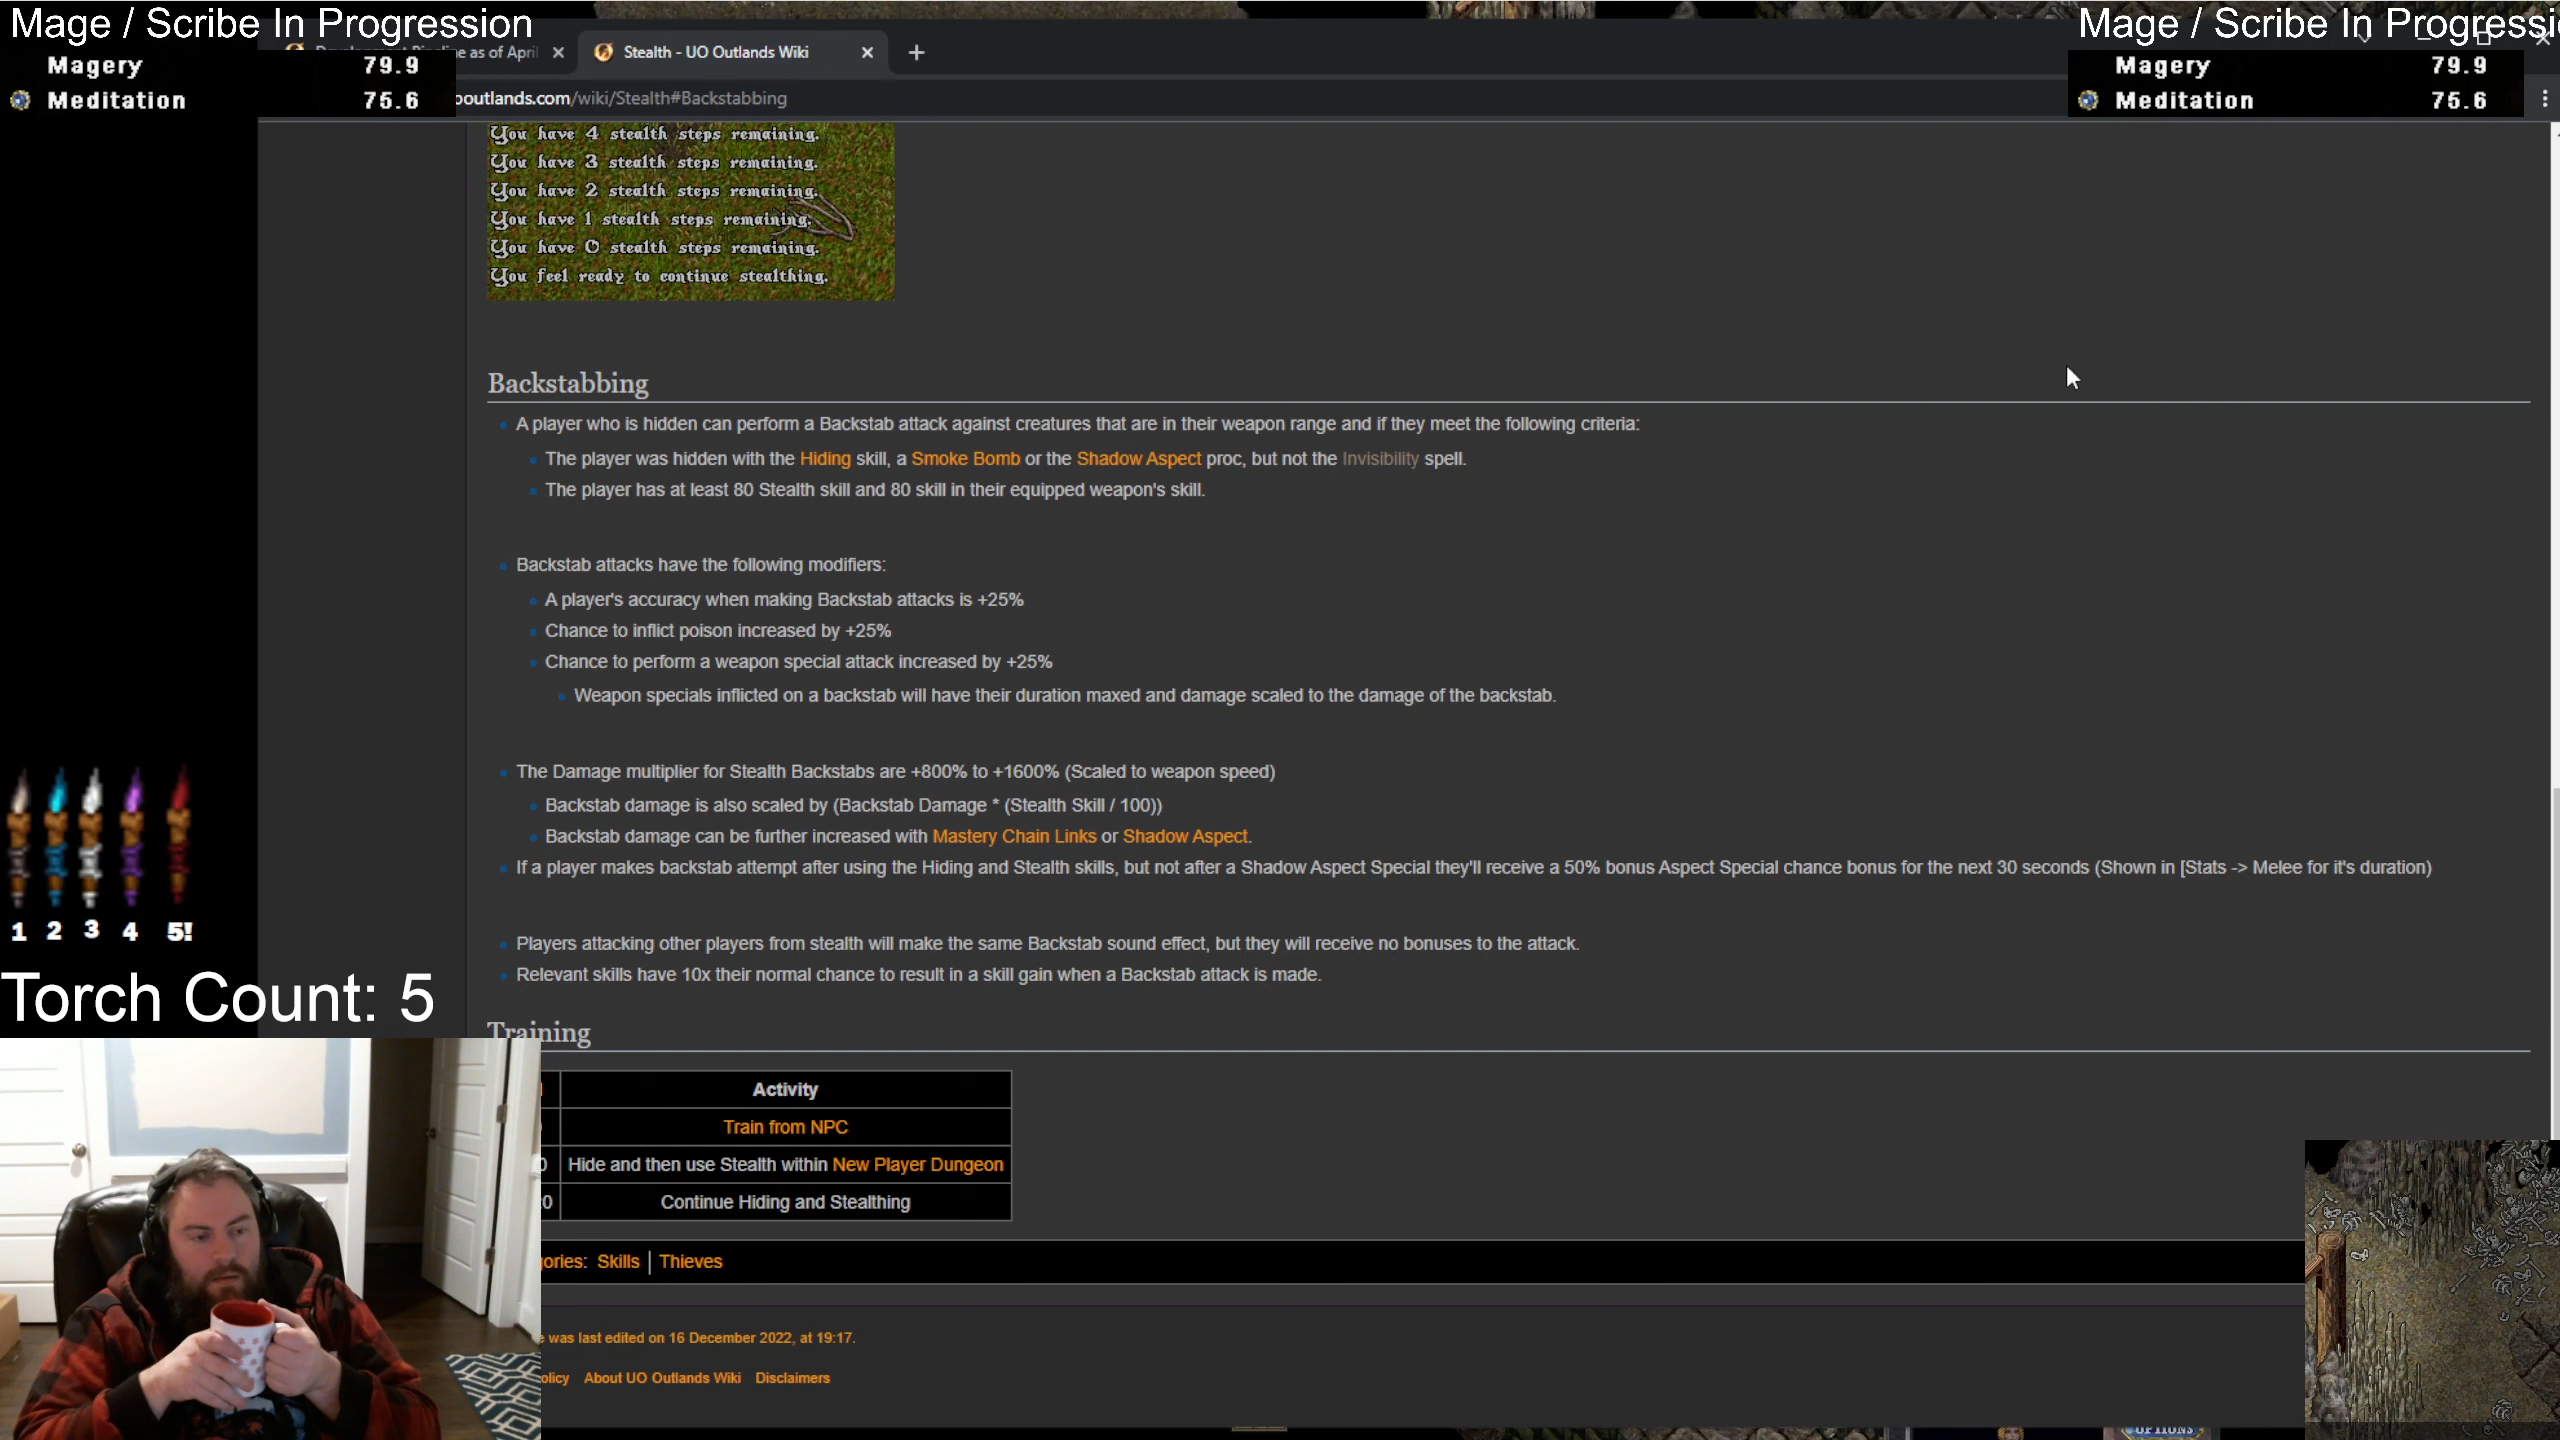 Mage / Scribe In Progression
Magery 79.9
Meditation 75.6
as of April
Stealth - UO Outlands Wiki
outlands.com/wiki/Stealth#Backstabbing
Mage / Scribe In Progressi
Magery 79.9
Meditation 75.6
You have 4 stealth steps remaining.
You have 3 stealth steps remaining.
You have 2 stealth steps remaining.
You have 1 stealth steps remaining.
You have 0 stealth steps remaining.
You feel ready to continue stealthing.
Backstabbing
A player who is hidden can perform a Backstab attack against creatures that are in their weapon range and if they meet the following criteria:
The player was hidden with the Hiding skill, a Smoke Bomb or the Shadow Aspect proc, but not the Invisibility spell.
The player has at least 80 Stealth skill and 80 skill in their equipped weapon's skill.
Backstab attacks have the following modifiers:
A player's accuracy when making Backstab attacks is +25%
Chance to inflict poison increased by +25%
Chance to perform a weapon special attack increased by +25%
Weapon specials inflicted on a backstab will have their duration maxed and damage scaled to the damage of the backstab.
The Damage multiplier for Stealth Backstabs are +800% to +1600% (Scaled to weapon speed)
Backstab damage is also scaled by (Backstab Damage * (Stealth Skill / 100))
Backstab damage can be further increased with Mastery Chain Links or Shadow Aspect.
If a player makes backstab attempt after using the Hiding and Stealth skills, but not after a Shadow Aspect Special they'll receive a 50% bonus Aspect Special chance bonus for the next 30 seconds (Shown in [Stats -> Melee for it's duration)
Players attacking other players from stealth will make the same Backstab sound effect, but they will receive no bonuses to the attack.
Relevant skills have 10x their normal chance to result in a skill gain when a Backstab attack is made.
1 2 3 4 5!
Torch Count: 5
Training
Activity
Train from NPC
0 Hide and then use Stealth within New Player Dungeon
0 Continue Hiding and Stealthing
ories: Skills | Thieves
e was last edited on 16 December 2022, at 19:17.
olicy About UO Outlands Wiki Disclaimers
OPTIONS